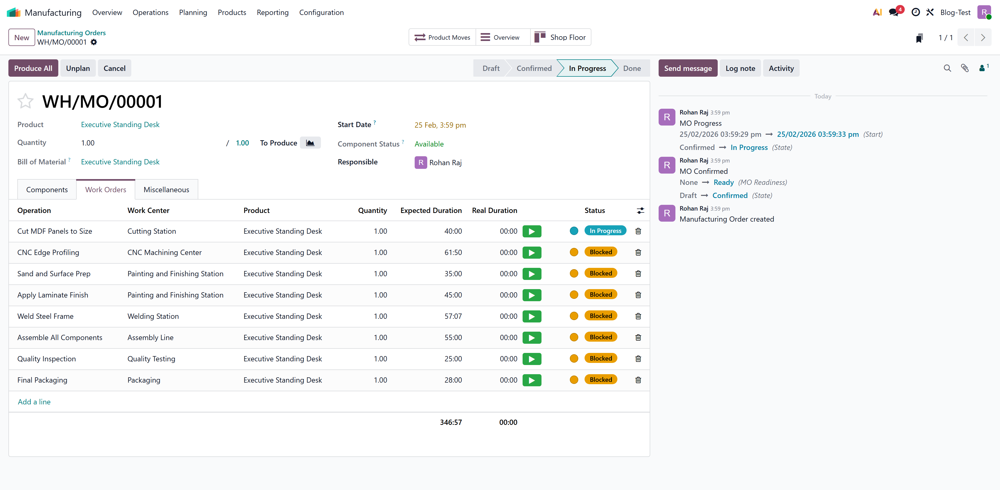 Manufacturing Overview Operations Planning Products Reporting Configuration AI 4 Blog-Test R
New Manufacturing Orders
WH/MO/00001
Product Moves Overview Shop Floor 1 / 1
Produce All Unplan Cancel Draft Confirmed In Progress Done
WH/MO/00001
Product Executive Standing Desk Start Date ? 25 Feb, 3:59 pm
Quantity 1.00 / 1.00 To Produce Component Status ? Available
Bill of Material ? Executive Standing Desk Responsible R Rohan Raj
Components Work Orders Miscellaneous
Operation Work Center Product Quantity Expected Duration Real Duration Status
Cut MDF Panels to Size Cutting Station Executive Standing Desk 1.00 40:00 00:00 In Progress
CNC Edge Profiling CNC Machining Center Executive Standing Desk 1.00 61:50 00:00 Blocked
Sand and Surface Prep Painting and Finishing Station Executive Standing Desk 1.00 35:00 00:00 Blocked
Apply Laminate Finish Painting and Finishing Station Executive Standing Desk 1.00 45:00 00:00 Blocked
Weld Steel Frame Welding Station Executive Standing Desk 1.00 57:07 00:00 Blocked
Assemble All Components Assembly Line Executive Standing Desk 1.00 55:00 00:00 Blocked
Quality Inspection Quality Testing Executive Standing Desk 1.00 25:00 00:00 Blocked
Final Packaging Packaging Executive Standing Desk 1.00 28:00 00:00 Blocked
Add a line
346:57 00:00
Send message Log note Activity 1
Today
R Rohan Raj 3:59 pm
MO Progress
25/02/2026 03:59:29 pm → 25/02/2026 03:59:33 pm (Start)
Confirmed → In Progress (State)
R Rohan Raj 3:59 pm
MO Confirmed
None → Ready (MO Readiness)
Draft → Confirmed (State)
R Rohan Raj 3:59 pm
Manufacturing Order created